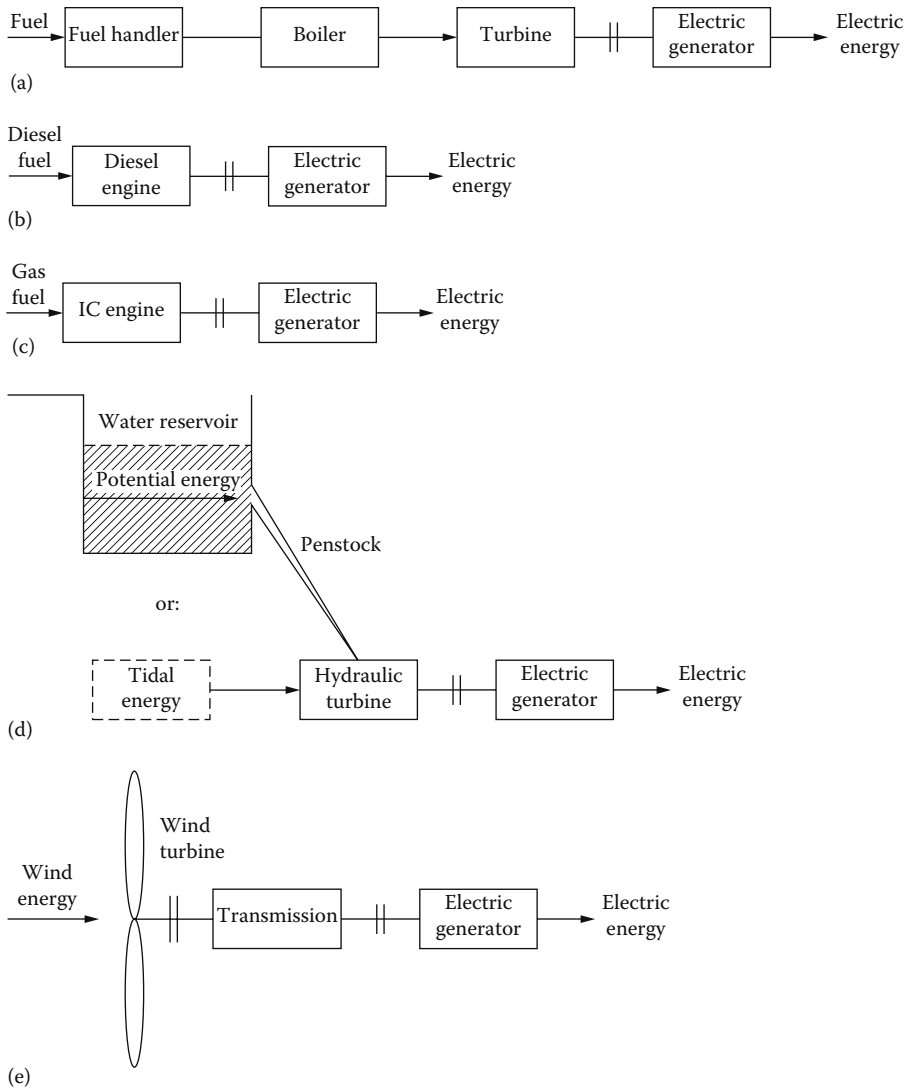 Fuel
Fuel handler
Boiler
Turbine
Electric
generator
Electric
energy
(a)
Diesel
fuel
Diesel
engine
Electric
generator
Electric
energy
(b)
Gas
fuel
IC engine
Electric
generator
Electric
energy
(c)
Water reservoir
Potential energy
Penstock
or:
Tidal
energy
Hydraulic
turbine
Electric
generator
Electric
energy
(d)
Wind
turbine
Wind
energy
Transmission
Electric
generator
Electric
energy
(e)